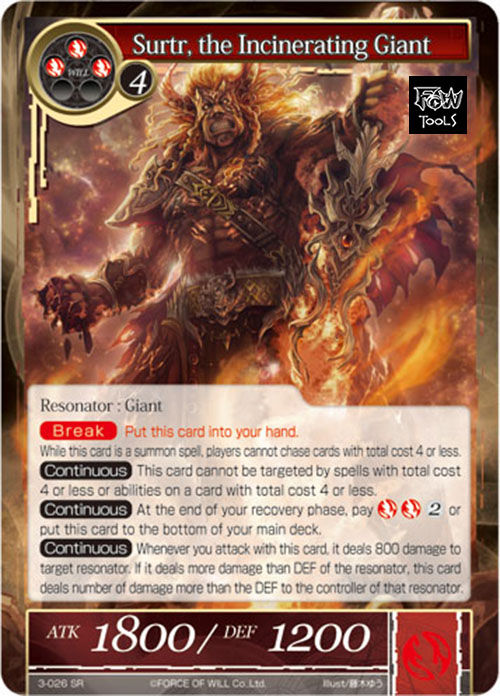 Surtr, the Incinerating Giant
WILL
4
FOW
TOOLS
Resonator : Giant
Break Put this card into your hand.
While this card is a summon spell, players cannot chase cards with total cost 4 or less.
Continuous This card cannot be targeted by spells with total cost
4 or less or abilities on a card with total cost 4 or less.
Continuous At the end of your recovery phase, pay 2 or
put this card to the bottom of your main deck.
Continuous Whenever you attack with this card, it deals 800 damage to
target resonator. If it deals more damage than DEF of the resonator, this card
deals number of damage more than the DEF to the controller of that resonator.
ATK 1800/ DEF 1200
3-026 SR ©FORCE OF WILL Co.,Ltd. Illust/藤木ゆう